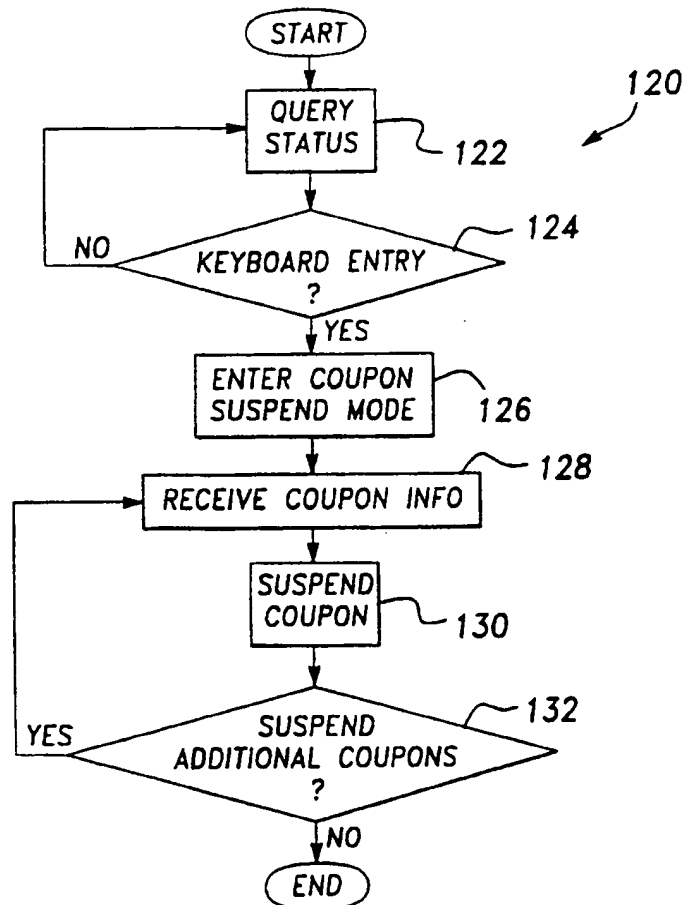 START
120
QUERY
STATUS
122
124
NO
KEYBOARD ENTRY
?
YES
ENTER COUPON
SUSPEND MODE
126
128
RECEIVE COUPON INFO
SUSPEND
COUPON
130
132
YES
SUSPEND
ADDITIONAL COUPONS
?
NO
END